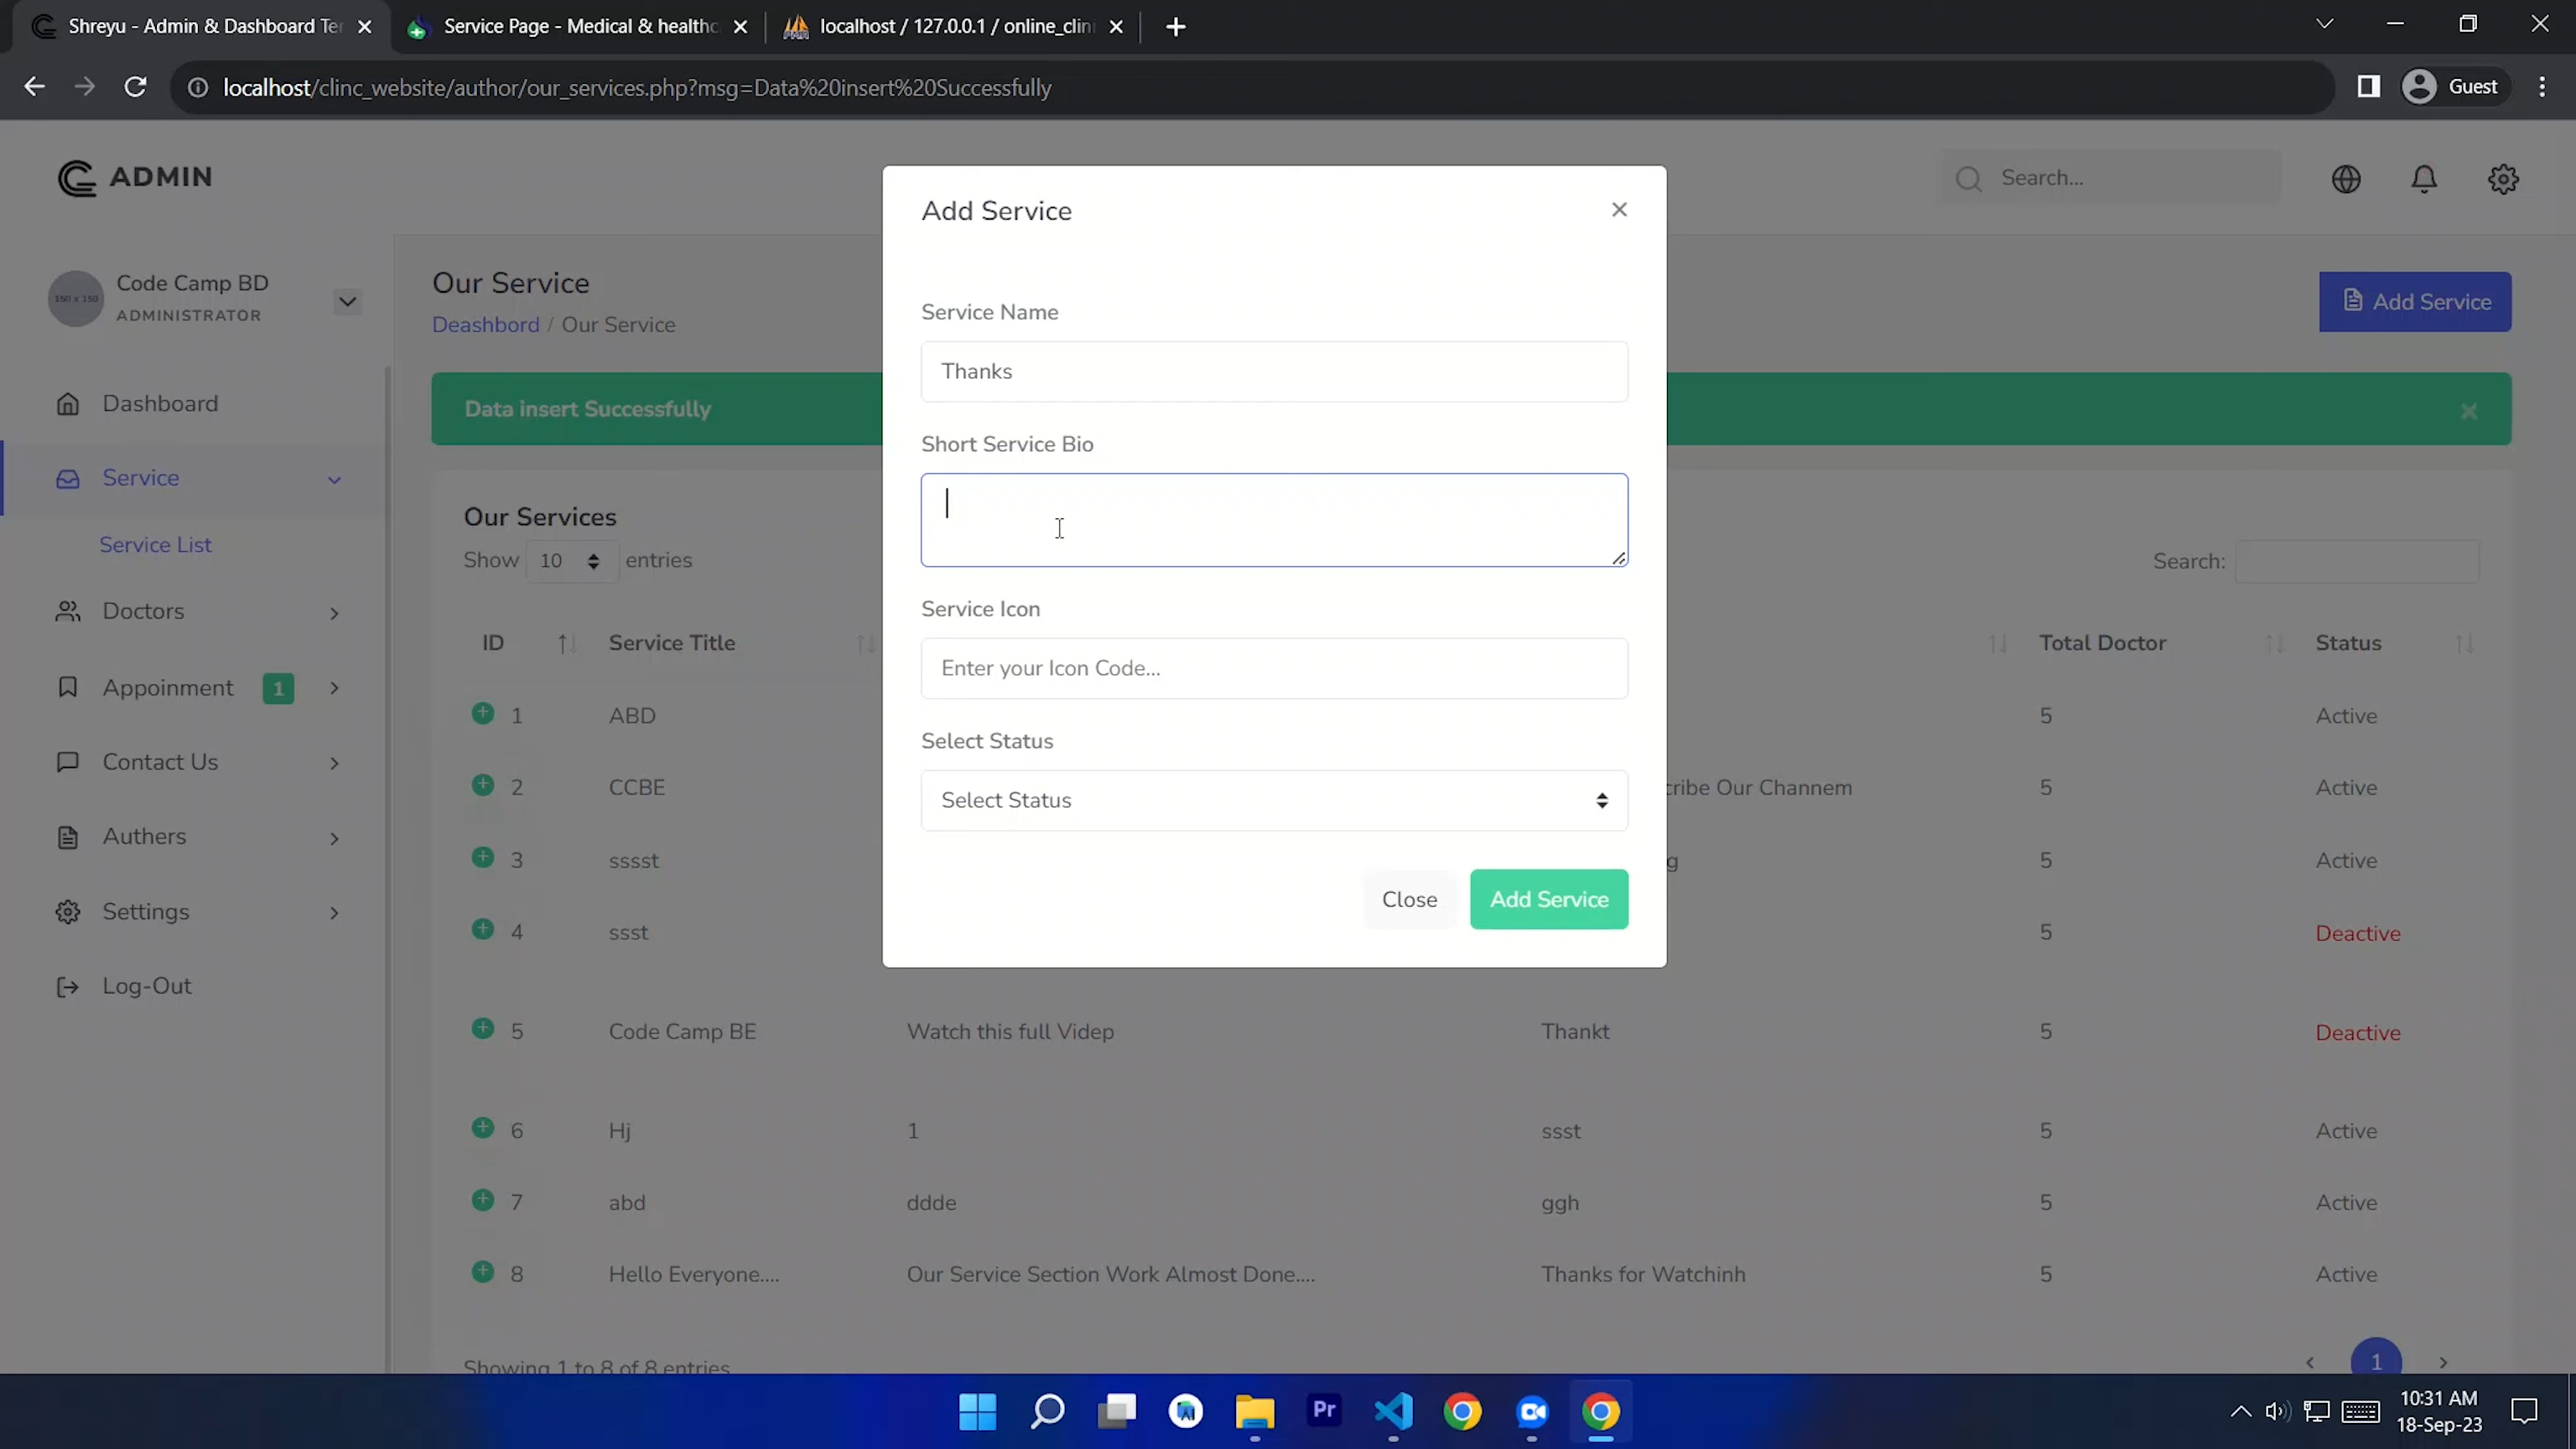 Shreyu - Admin & Dashboard Ter
Service Page - Medical & healthc
localhost / 127.0.0.1 / online_clini
localhost/clinc_website/author/our_services.php?msg=Data%20insert%20Successfully
Guest
ADMIN
Search...
Code Camp BD
ADMINISTRATOR
150 x 150
Dashboard
Service
Service List
Doctors
Appoinment 1
Contact Us
Authers
Settings
Log-Out
Our Service
Deashbord / Our Service
Add Service
Data insert Successfully
Our Services
Show 10 entries
Search:
ID Service Title Total Doctor Status
1 ABD 5 Active
2 CCBE cribe Our Channem 5 Active
3 sssst g 5 Active
4 ssst 5 Deactive
5 Code Camp BE Watch this full Videp Thankt 5 Deactive
6 Hj 1 ssst 5 Active
7 abd ddde ggh 5 Active
8 Hello Everyone.... Our Service Section Work Almost Done.... Thanks for Watchinh 5 Active
Showing 1 to 8 of 8 entries
1
Add Service
Service Name
Thanks
Short Service Bio
Service Icon
Enter your Icon Code...
Select Status
Select Status
Close Add Service
Pr
10:31 AM
18-Sep-23